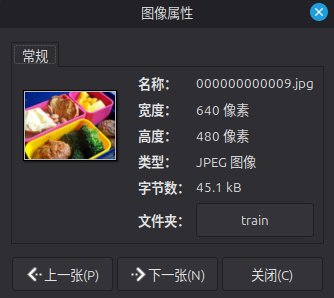 图像属性
常规
名称： 000000000009.jpg
宽度： 640 像素
高度： 480 像素
类型： JPEG 图像
字节数： 45.1 kB
文件夹： train
上一张(P) 下一张(N) 关闭(C)